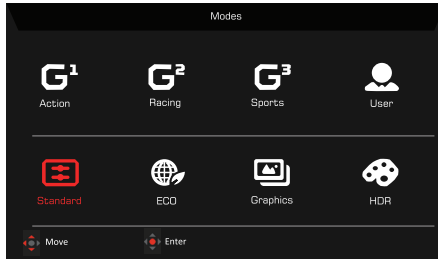 Modes
G1 G2 G3
Action Racing Sports User
Standard ECO Graphics HDR
Move Enter